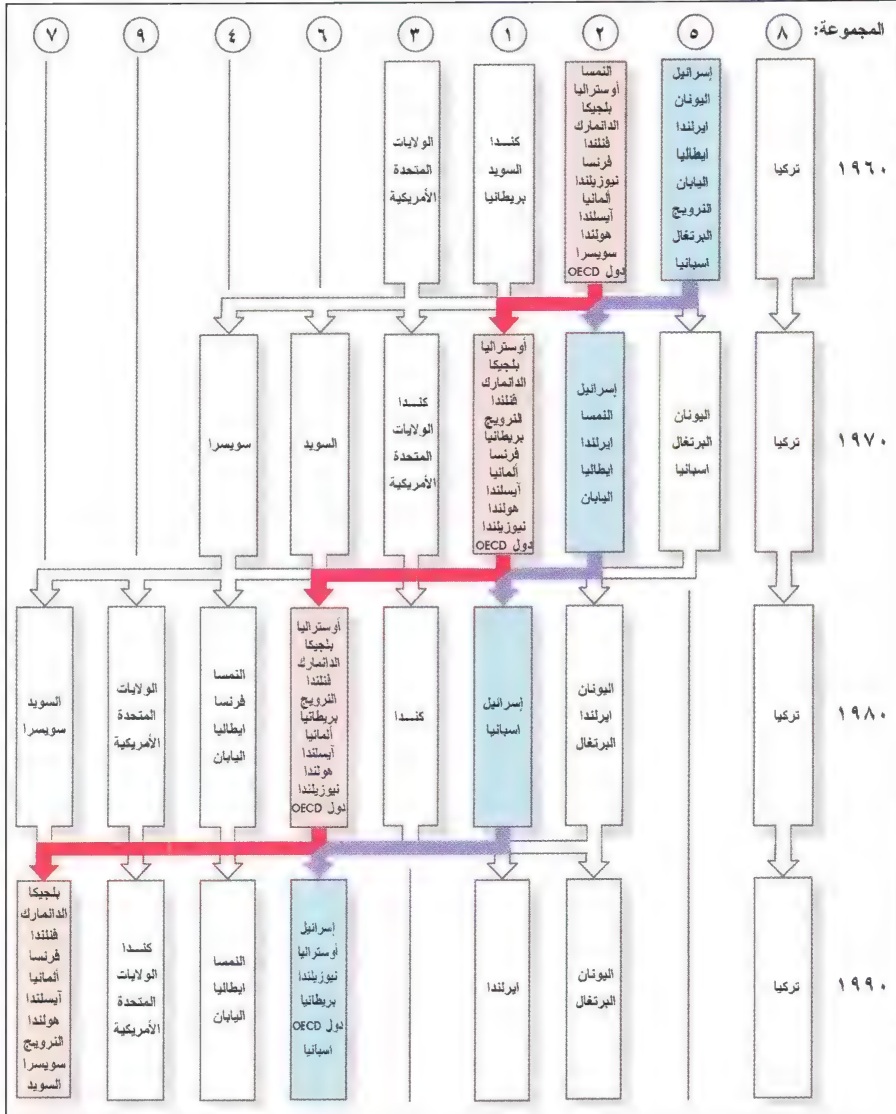 المجموعة: ٨ ٥ ٢ ١ ٣ ٦ ٤ ٩ ٧
١٩٦٠
تركيا
إسرائيل
اليونان
ايرلندا
ايطاليا
اليابان
النرويج
البرتغال
اسبانيا
النمسا
أوستراليا
بلجيكا
الدانمارك
فنلندا
فرنسا
نيوزيلندا
ألمانيا
آيسلندا
هولندا
سويسرا
دول OECD
كنـــدا
السويد
بريطانيا
الولايات
المتحدة
الأمريكية
١٩٧٠
تركيا
اليونان
البرتغال
اسبانيا
إسرائيل
النمسا
ايرلندا
ايطاليا
اليابان
أوستراليا
بلجيكا
الدانمارك
فنلندا
النرويج
بريطانيا
فرنسا
ألمانيا
آيسلندا
هولندا
نيوزيلندا
دول OECD
كنـــدا
الولايات
المتحدة
الأمريكية
السويد
سويسرا
١٩٨٠
تركيا
اليونان
ايرلندا
البرتغال
إسرائيل
اسبانيا
كنـــدا
أوستراليا
بلجيكا
الدانمارك
فنلندا
النرويج
بريطانيا
ألمانيا
آيسلندا
هولندا
نيوزيلندا
دول OECD
النمسا
فرنسا
ايطاليا
اليابان
الولايات
المتحدة
الأمريكية
السويد
سويسرا
١٩٩٠
تركيا
اليونان
البرتغال
ايرلندا
إسرائيل
أوستراليا
نيوزيلندا
بريطانيا
دول OECD
اسبانيا
النمسا
ايطاليا
اليابان
كنـــدا
الولايات
المتحدة
الأمريكية
بلجيكا
الدانمارك
فنلندا
فرنسا
ألمانيا
آيسلندا
هولندا
النرويج
سويسرا
السويد